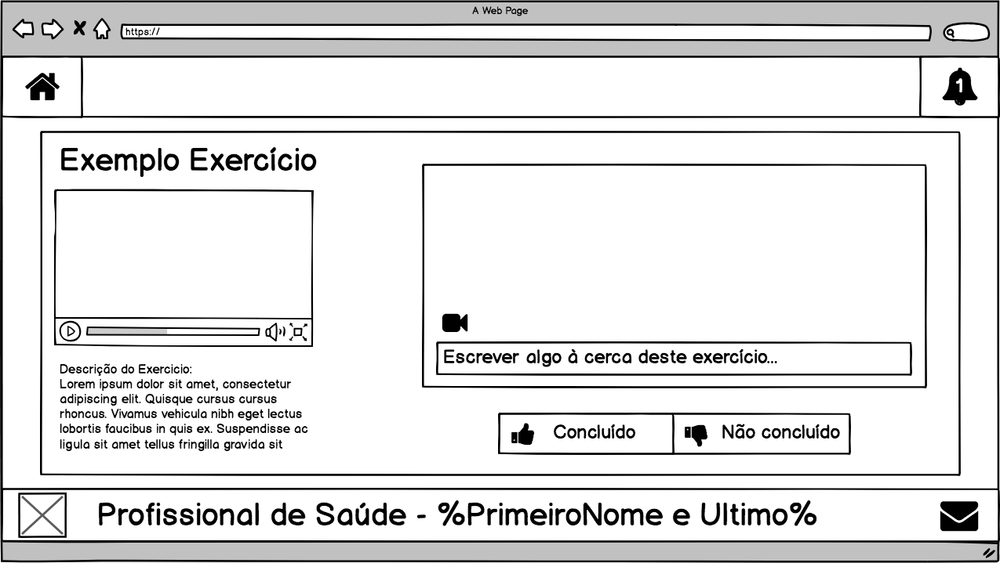 A Web Page
https://
1
Exemplo Exercício
Descrição do Exercicio:
Lorem ipsum dolor sit amet, consectetur
adipiscing elit. Quisque cursus cursus
rhoncus. Vivamus vehicula nibh eget lectus
lobortis faucibus in quis ex. Suspendisse ac
ligula sit amet tellus fringilla gravida sit
Escrever algo à cerca deste exercício...
Concluído
Não concluído
Profissional de Saúde - %PrimeiroNome e Ultimo%